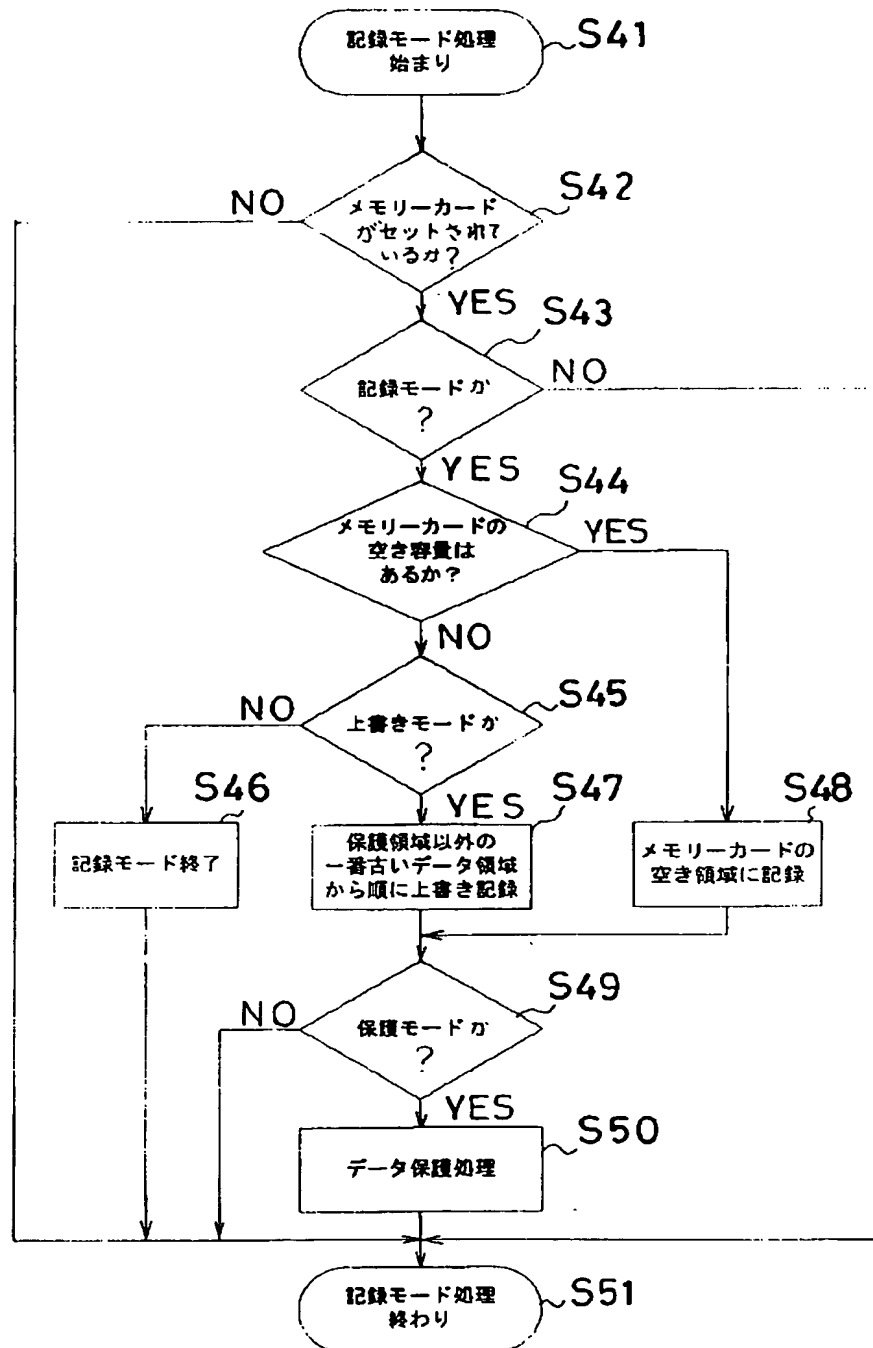 記録モード処理
始まり
S41
メモリーカード
がセットされて
いるか?
S42
NO
YES
記録モードか
?
S43
NO
YES
メモリーカードの
空き容量は
あるか?
S44
YES
NO
上書きモードか
?
S45
NO
YES
S46
記録モード終了
S47
保護領域以外の
一番古いデータ領域
から順に上書き記録
S48
メモリーカードの
空き領域に記録
保護モードか
?
S49
NO
YES
データ保護処理
S50
記録モード処理
終わり
S51